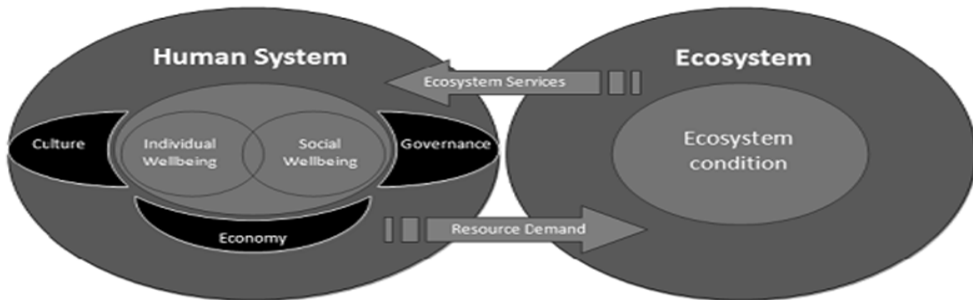 Human System
Ecosystem
Ecosystem Services
Culture
Individual
Wellbeing
Social
Wellbeing
Governance
Ecosystem
condition
Economy
Resource Demand